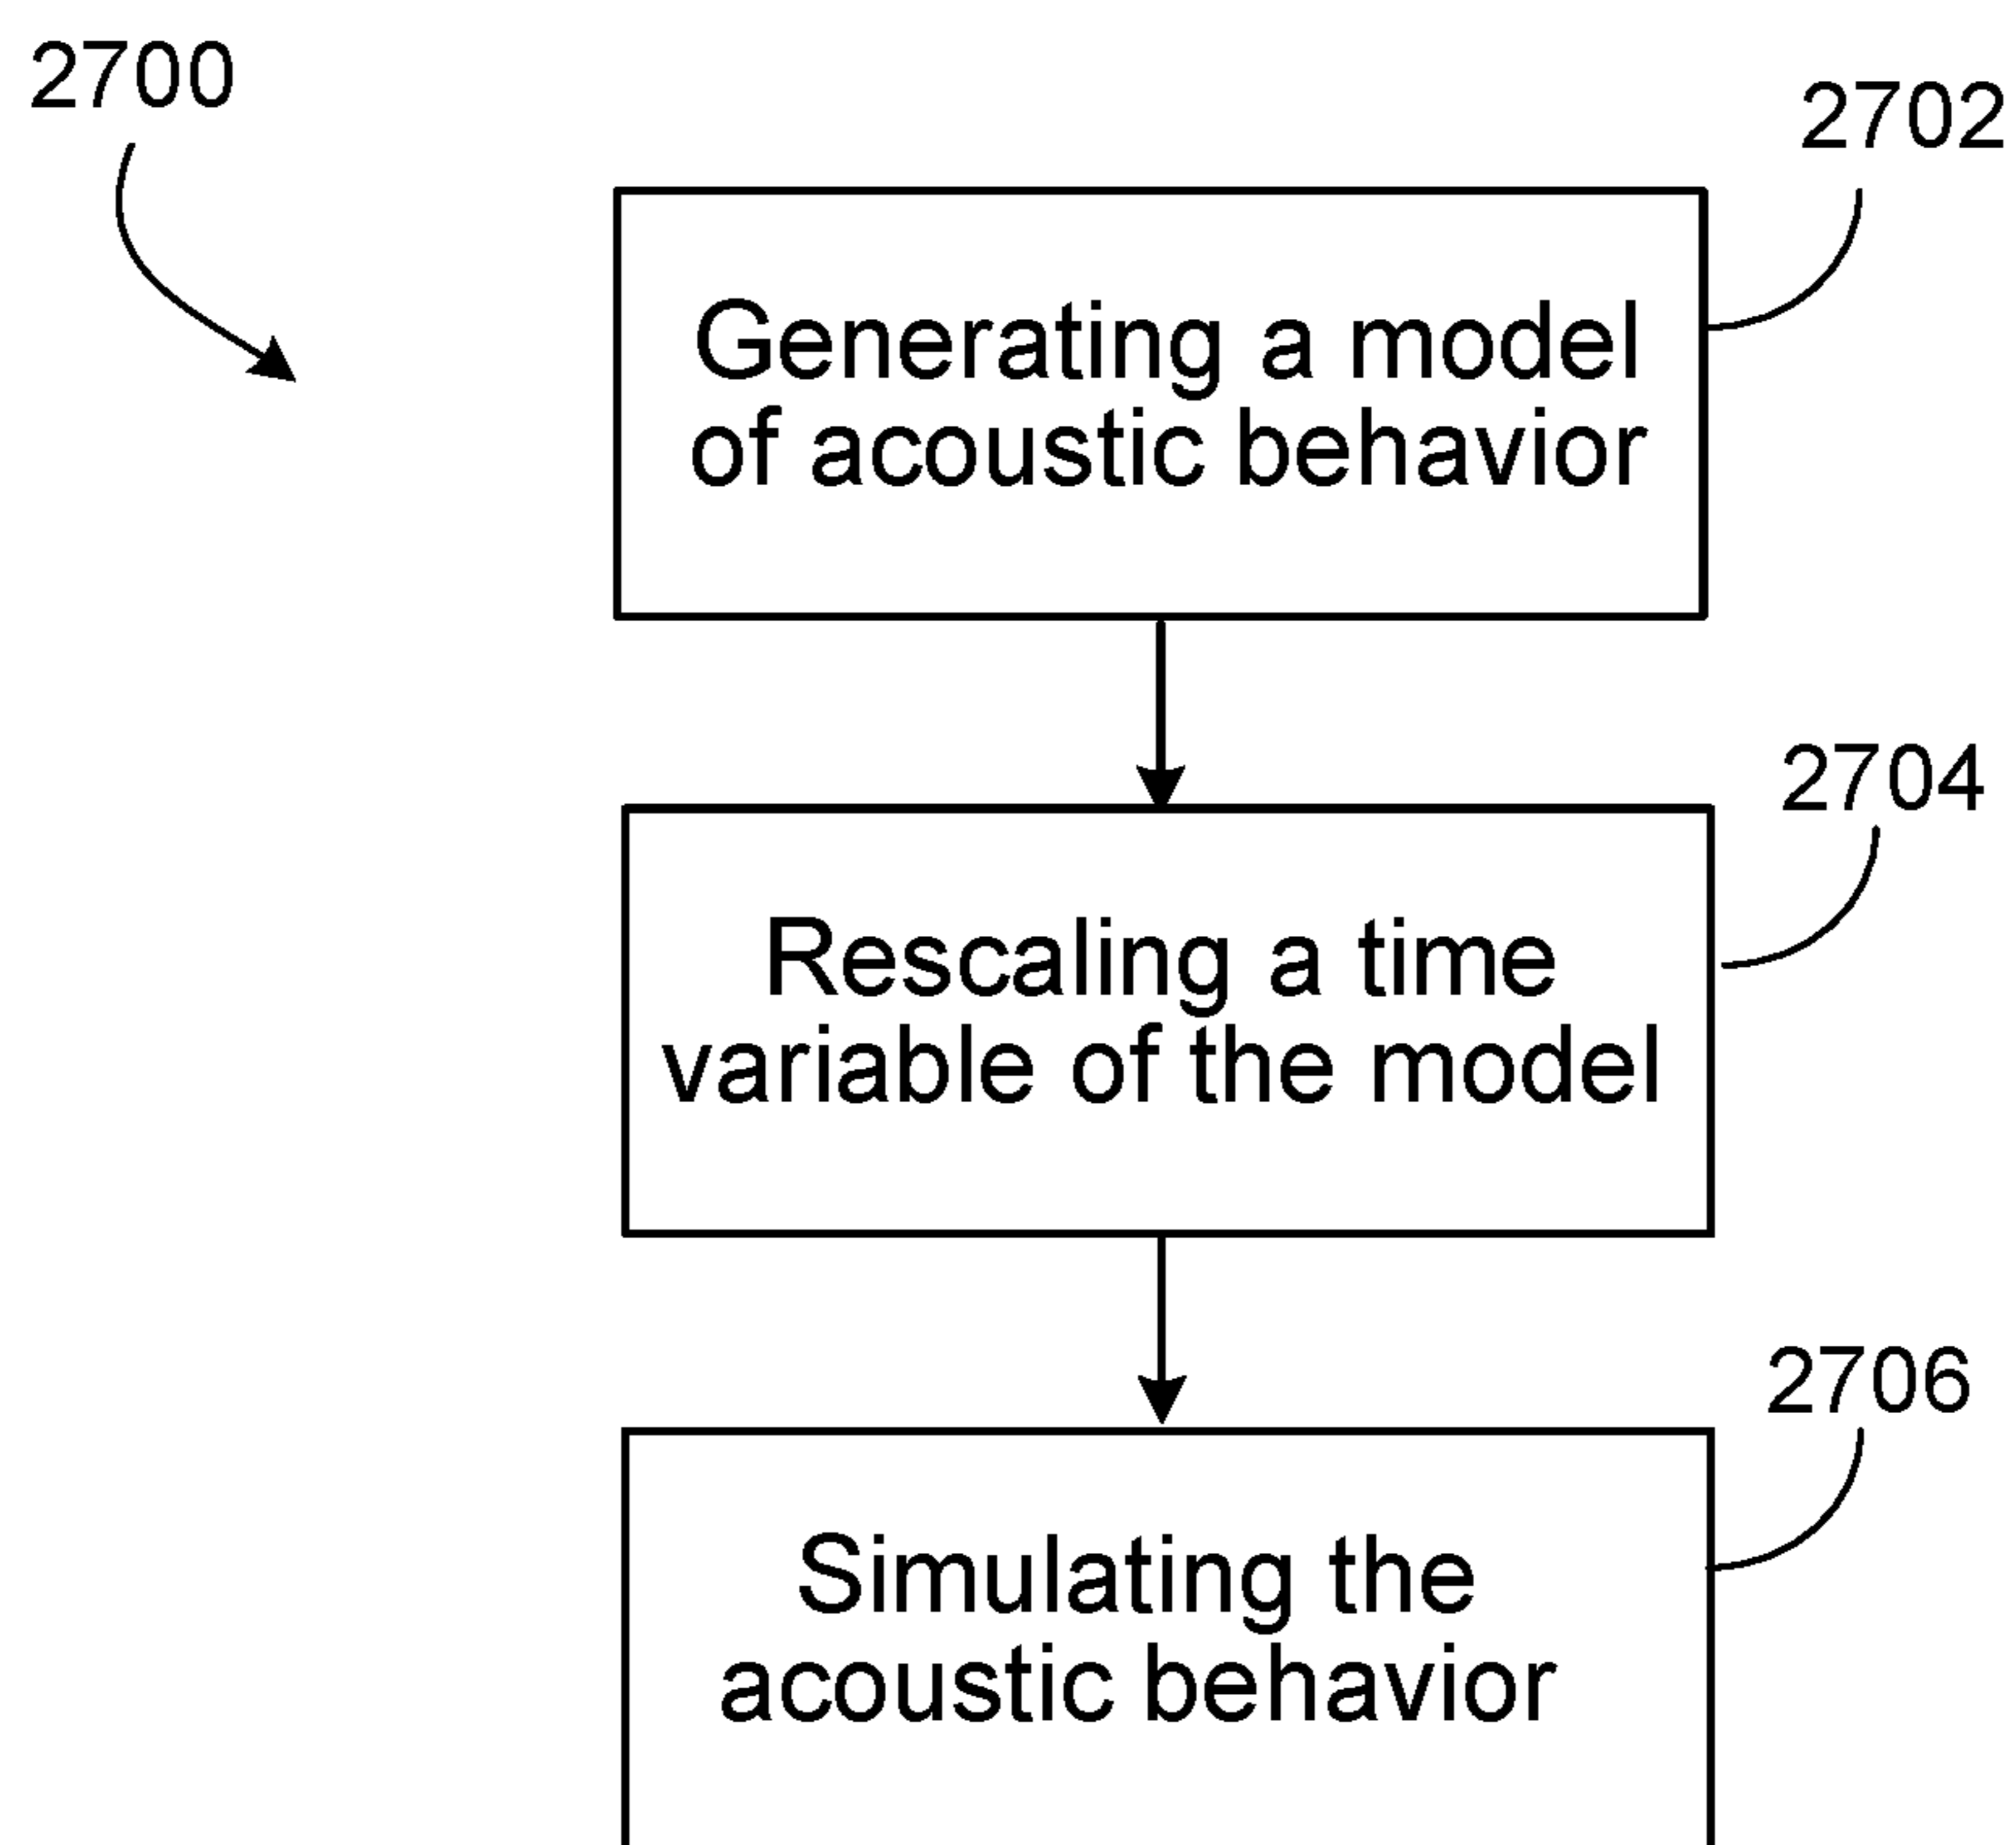 2700
2702
Generating a model
of acoustic behavior
2704
Rescaling a time
variable of the model
2706
Simulating the
acoustic behavior